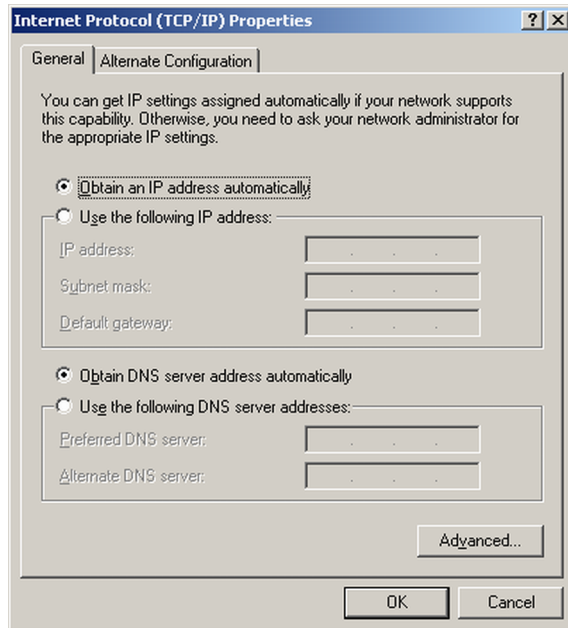 Internet Protocol (TCP/IP) Properties
General
Alternate Configuration
You can get IP settings assigned automatically if your network supports
this capability. Otherwise, you need to ask your network administrator for
the appropriate IP settings.
Obtain an IP address automatically
Use the following IP address:
IP address:
Subnet mask:
Default gateway:
Obtain DNS server address automatically
Use the following DNS server addresses:
Preferred DNS server:
Alternate DNS server:
Advanced...
OK
Cancel